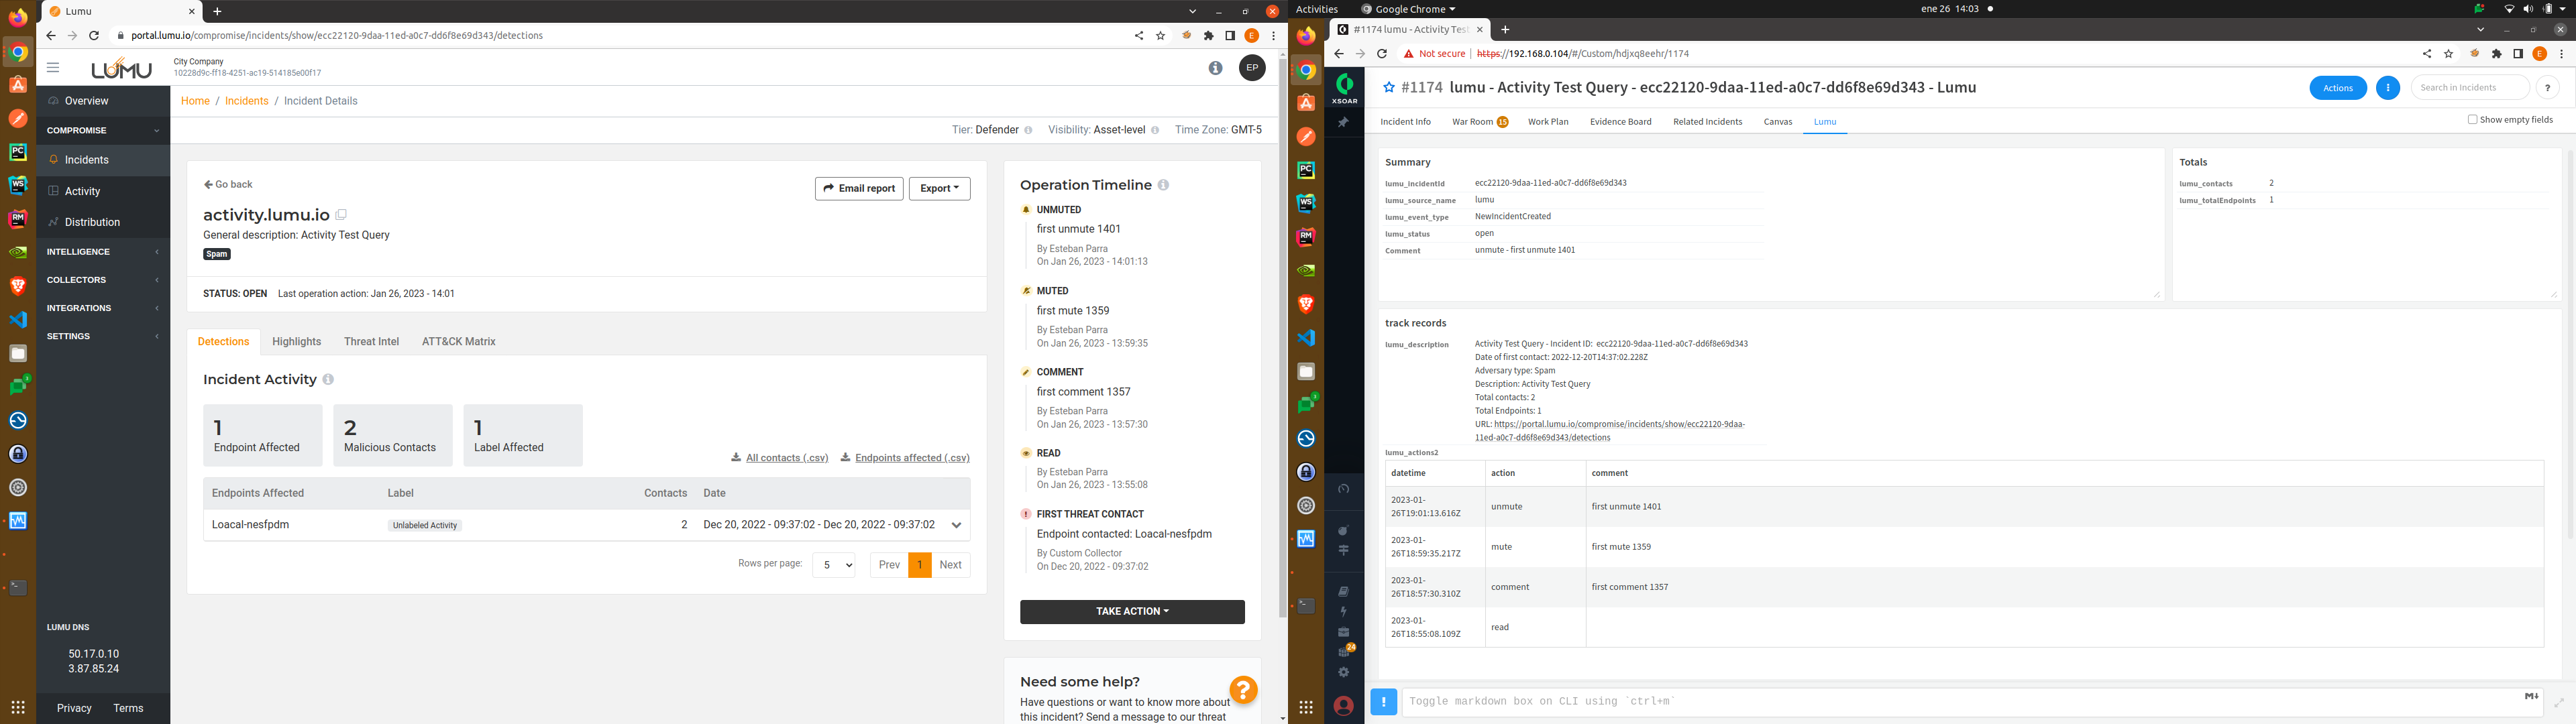 Lumu
portal.lumu.io/compromise/incidents/show/ecc22120-9daa-11ed-a0c7-dd6f8e69d343/detections
LUMU
City Company
10228d9c-ff18-4251-ac19-514185e00f17
EP
Overview
COMPROMISE
Incidents
Activity
Distribution
INTELLIGENCE
COLLECTORS
INTEGRATIONS
SETTINGS
LUMU DNS
50.17.0.10
3.87.85.24
Privacy Terms
Home / Incidents / Incident Details
Tier: Defender Visibility: Asset-level Time Zone: GMT-5
Go back
Email report
Export
activity.lumu.io
General description: Activity Test Query
Spam
STATUS: OPEN Last operation action: Jan 26, 2023 - 14:01
Detections Highlights Threat Intel ATT&CK Matrix
Incident Activity
1
Endpoint Affected
2
Malicious Contacts
1
Label Affected
All contacts (.csv) Endpoints affected (.csv)
Endpoints Affected Label Contacts Date
Loacal-nesfpdm Unlabeled Activity 2 Dec 20, 2022 - 09:37:02 - Dec 20, 2022 - 09:37:02
Rows per page: 5 Prev 1 Next
Operation Timeline
UNMUTED
first unmute 1401
By Esteban Parra
On Jan 26, 2023 - 14:01:13
MUTED
first mute 1359
By Esteban Parra
On Jan 26, 2023 - 13:59:35
COMMENT
first comment 1357
By Esteban Parra
On Jan 26, 2023 - 13:57:30
READ
By Esteban Parra
On Jan 26, 2023 - 13:55:08
FIRST THREAT CONTACT
Endpoint contacted: Loacal-nesfpdm
By Custom Collector
On Dec 20, 2022 - 09:37:02
TAKE ACTION
Need some help?
Have questions or want to know more about
this incident? Send a message to our threat
Activities Google Chrome ene 26 14:03
#1174 lumu - Activity Test
Not secure | https://192.168.0.104/#/Custom/hdjxq8eehr/1174
XSOAR
#1174 lumu - Activity Test Query - ecc22120-9daa-11ed-a0c7-dd6f8e69d343 - Lumu
Actions
Search in Incidents
?
Incident Info War Room 15 Work Plan Evidence Board Related Incidents Canvas Lumu
Show empty fields
Summary
lumu_incidentId ecc22120-9daa-11ed-a0c7-dd6f8e69d343
lumu_source_name lumu
lumu_event_type NewIncidentCreated
lumu_status open
Comment unmute - first unmute 1401
Totals
lumu_contacts 2
lumu_totalEndpoints 1
track records
lumu_description Activity Test Query - Incident ID: ecc22120-9daa-11ed-a0c7-dd6f8e69d343
Date of first contact: 2022-12-20T14:37:02.228Z
Adversary type: Spam
Description: Activity Test Query
Total contacts: 2
Total Endpoints: 1
URL: https://portal.lumu.io/compromise/incidents/show/ecc22120-9daa-
11ed-a0c7-dd6f8e69d343/detections
lumu_actions2
datetime action comment
2023-01-
26T19:01:13.616Z unmute first unmute 1401
2023-01-
26T18:59:35.217Z mute first mute 1359
2023-01-
26T18:57:30.310Z comment first comment 1357
2023-01-
26T18:55:08.109Z read
24
Toggle markdown box on CLI using `ctrl+m`
M